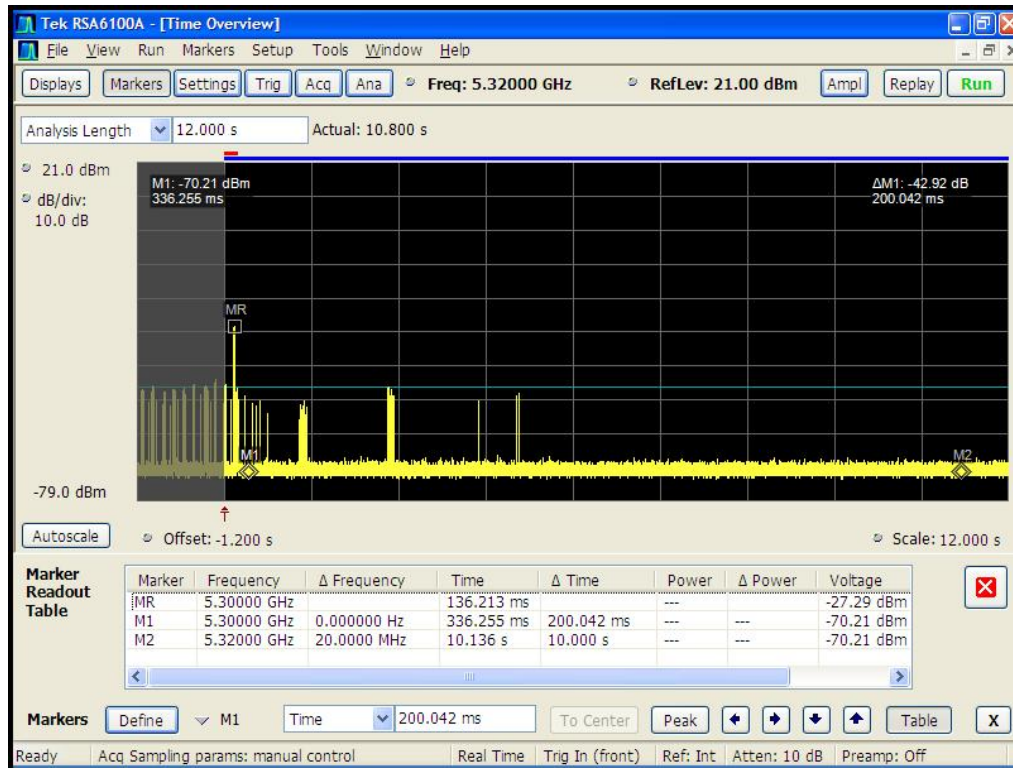 Tek RSA6100A - [Time Overview]
File View Run Markers Setup Tools Window Help
Displays Markers Settings Trig Acq Ana Freq: 5.32000 GHz RefLev: 21.00 dBm Ampl Replay Run
Analysis Length 12.000 s Actual: 10.800 s
21.0 dBm
dB/div:
10.0 dB
M1: -70.21 dBm
336.255 ms
ΔM1: -42.92 dB
200.042 ms
MR
M1
M2
-79.0 dBm
Autoscale Offset: -1.200 s Scale: 12.000 s
Marker
Readout
Table
Marker Frequency Δ Frequency Time Δ Time Power Δ Power Voltage
MR 5.30000 GHz 136.213 ms --- -27.29 dBm
M1 5.30000 GHz 0.000000 Hz 336.255 ms 200.042 ms --- --- -70.21 dBm
M2 5.32000 GHz 20.0000 MHz 10.136 s 10.000 s --- --- -70.21 dBm
Markers Define M1 Time 200.042 ms To Center Peak Table X
Ready Acq Sampling params: manual control Real Time Trig In (front) Ref: Int Atten: 10 dB Preamp: Off